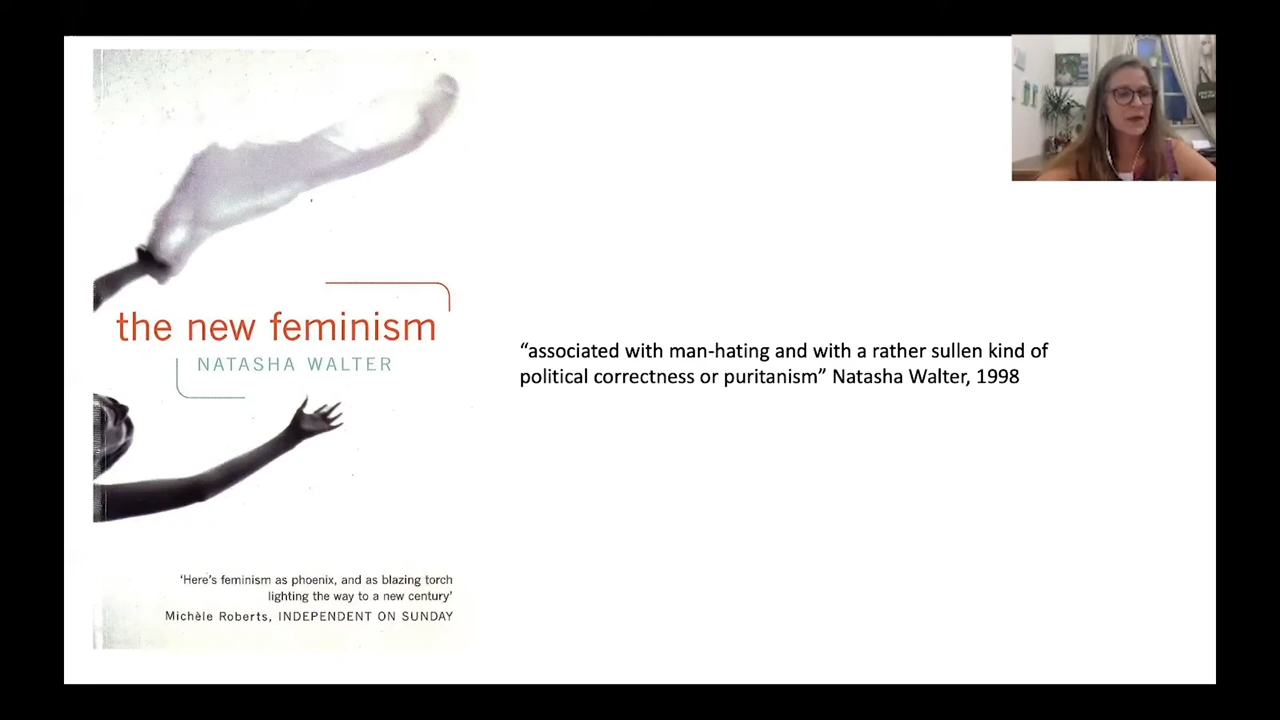 the new feminism
NATASHA WALTER
‘Here’s feminism as phoenix, and as blazing torch
lighting the way to a new century’
Michèle Roberts, INDEPENDENT ON SUNDAY
“associated with man-hating and with a rather sullen kind of
political correctness or puritanism” Natasha Walter, 1998